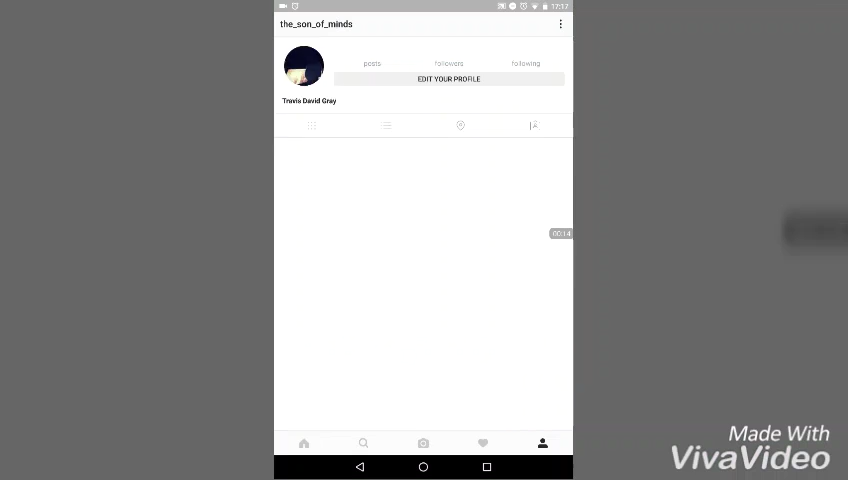 17:17
the_son_of_minds
posts followers following
EDIT YOUR PROFILE
Travis David Gray
00:14
Made With
VivaVideo